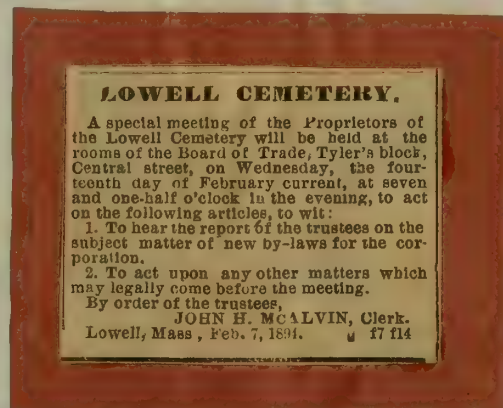 LOWELL CEMETERY.
A special meeting of the Proprietors of
the Lowell Cemetery will be held at the
rooms of the Board of Trade, Tyler's block,
Central street, on Wednesday, the four-
teenth day of February current, at seven
and one-half o'clock in the evening, to act
on the following articles, to wit:
1. To hear the report of the trustees on the
subject matter of new by-laws for the cor-
poration.
2. To act upon any other matters which
may legally come before the meeting.
By order of the trustees,
JOHN H. MCALVIN, Clerk.
Lowell, Mass, Feb. 7, 1894. f7 f14